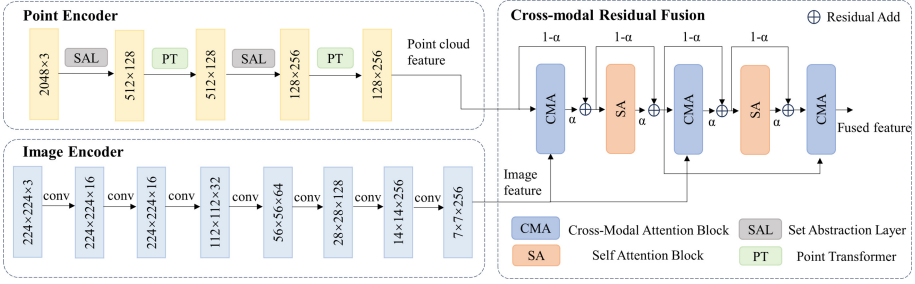 Point Encoder
2048×3
SAL
512×128
PT
512×128
SAL
128×256
PT
128×256
Point cloud
feature
Image Encoder
224×224×3
conv
224×224×16
conv
224×224×16
conv
112×112×32
conv
56×56×64
conv
28×28×128
conv
14×14×256
conv
7×7×256
Image
feature
Cross-modal Residual Fusion
Residual Add
1-α
1-α
1-α
1-α
CMA
α
SA
α
CMA
α
SA
α
CMA
Fused feature
CMA
Cross-Modal Attention Block
SAL
Set Abstraction Layer
SA
Self Attention Block
PT
Point Transformer